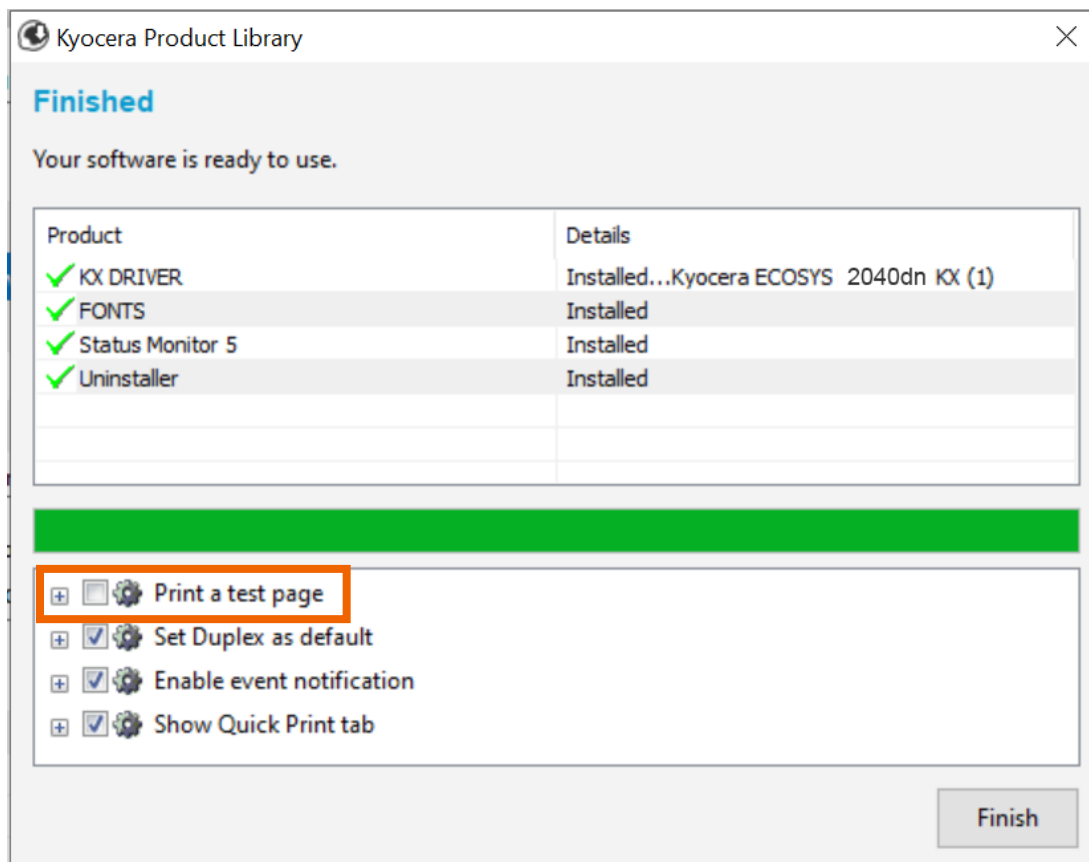 Kyocera Product Library
Finished
Your software is ready to use.
Product Details
KX DRIVER Installed...Kyocera ECOSYS 2040dn KX (1)
FONTS Installed
Status Monitor 5 Installed
Uninstaller Installed
Print a test page
Set Duplex as default
Enable event notification
Show Quick Print tab
Finish